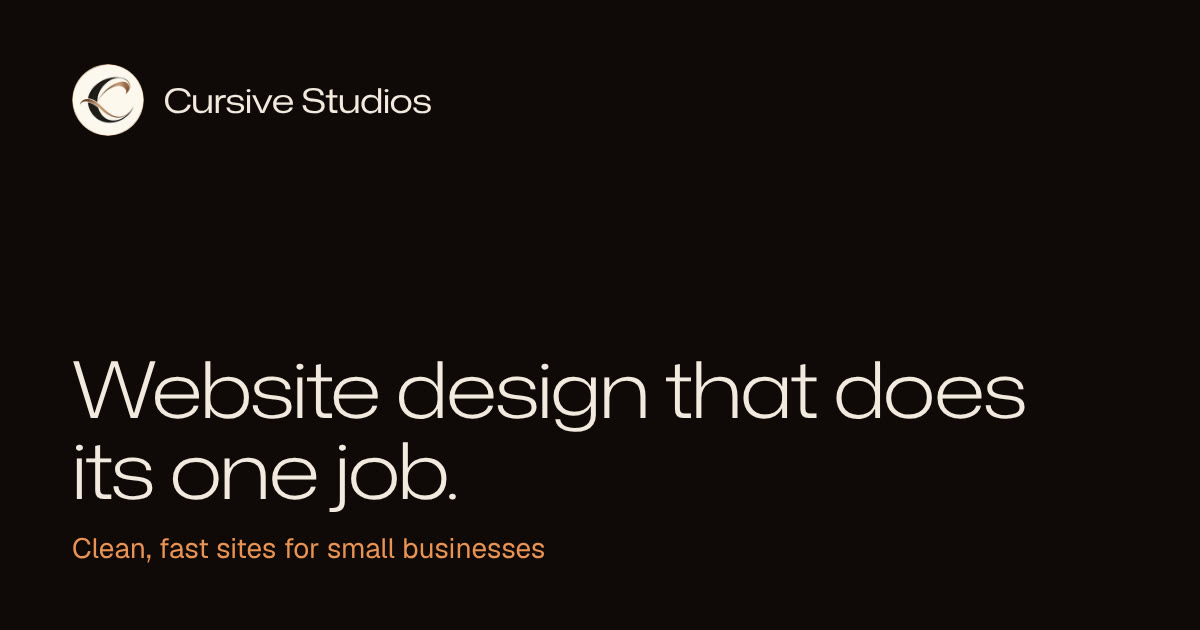 Cursive Studios
Website design that does
its one job.
Clean, fast sites for small businesses